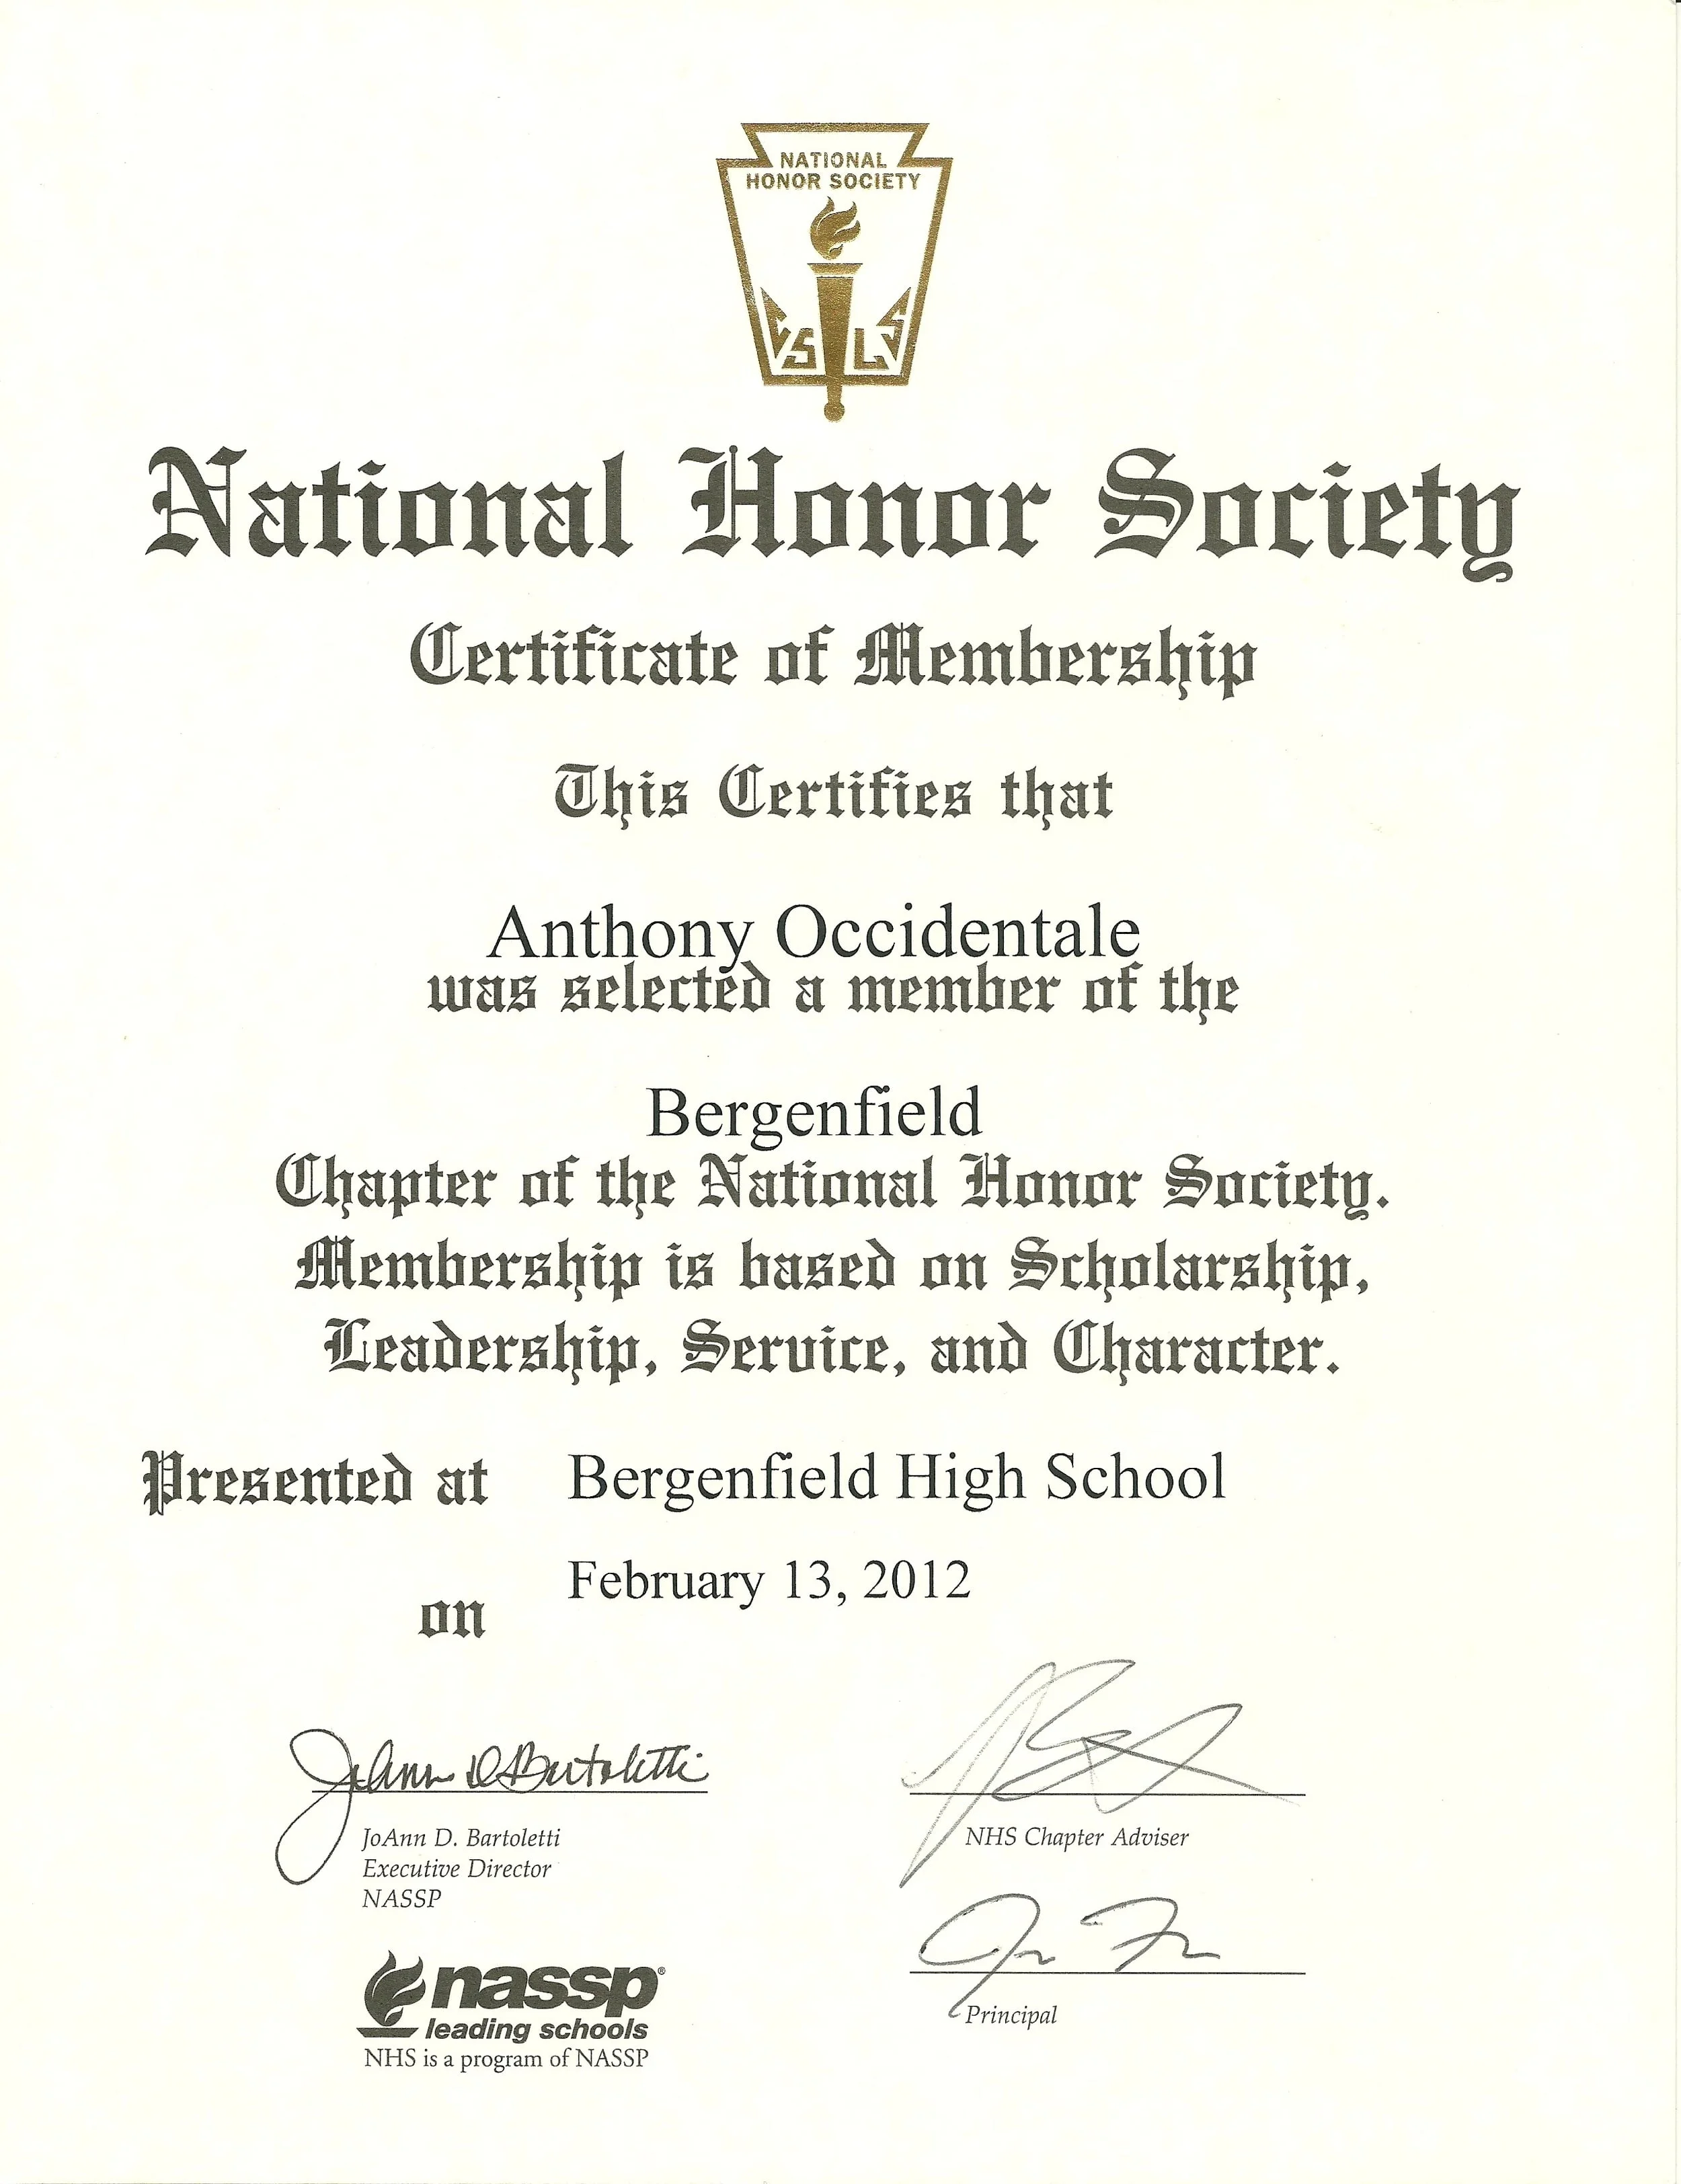 NATIONAL
HONOR SOCIETY
C S L S
National Honor Society
Certificate of Membership
This Certifies that
Anthony Occidentale
was selected a member of the
Bergenfield
Chapter of the National Honor Society.
Membership is based on Scholarship,
Leadership, Service, and Character.
Presented at Bergenfield High School
on February 13, 2012
JoAnn D Bartoletti
JoAnn D. Bartoletti
Executive Director
NASSP
NHS Chapter Adviser
Principal
nassp®
leading schools
NHS is a program of NASSP